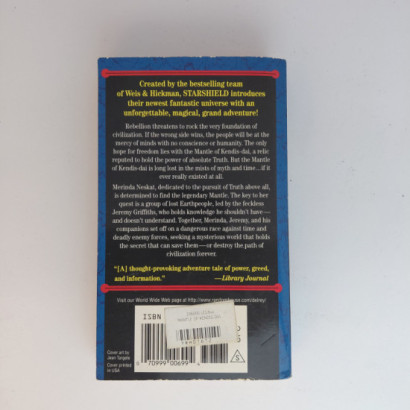 Created by the bestselling team
of Weis & Hickman, STARSHIELD introduces
their newest fantastic universe with an
unforgettable, magical, grand adventure!
Rebellion threatens to rock the very foundation of
civilization. If the wrong side wins, the people will be at the
mercy of minds with no conscience or humanity. The only
hope for freedom lies with the Mantle of Kendis-dai, a relic
reputed to hold the power of absolute Truth. But the Mantle
of Kendis-dai is long lost in the mists of myth and time...if it
ever really existed at all.
Merinda Neskat, dedicated to the pursuit of Truth above all,
is determined to find the legendary Mantle. The key to her
quest is a group of lost Earthpeople, led by the feckless
Jeremy Griffiths, who holds knowledge he shouldn't have—
and doesn't understand. Together, Merinda, Jeremy, and his
companions set off on a dangerous race against time and
deadly enemy forces, seeking a mysterious world that holds
the secret that can save them—or destroy the path of
civilization forever.
"[A] thought-provoking adventure tale of power, greed,
and information." —Library Journal
Visit our World Wide Web page at http://www.randomhouse.com/delrey/
ISBN
Cover art by
Jean Targete
Cover printed
in USA
0 70999 00699
S